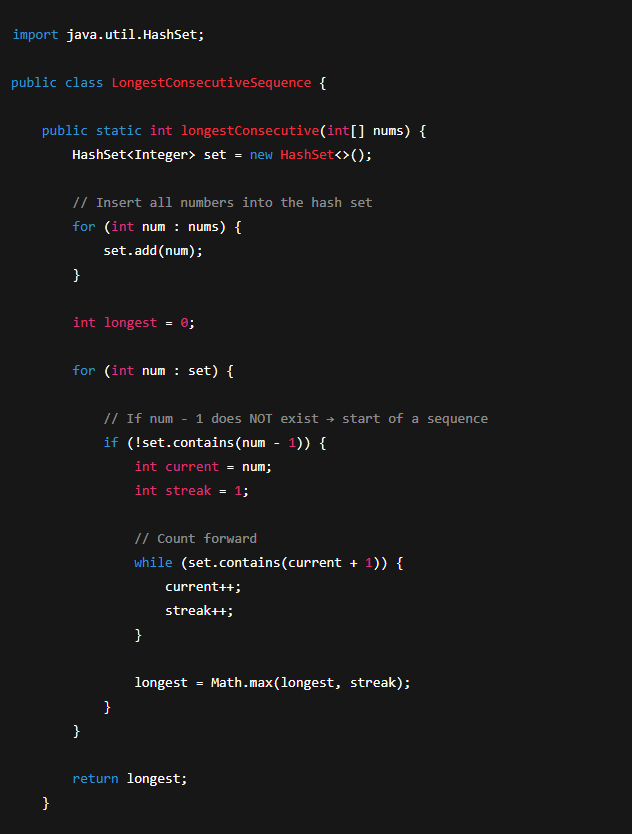 import java.util.HashSet;
public class LongestConsecutiveSequence {
    public static int longestConsecutive(int[] nums) {
        HashSet<Integer> set = new HashSet<>();
        // Insert all numbers into the hash set
        for (int num : nums) {
            set.add(num);
        }
        int longest = 0;
        for (int num : set) {
            // If num - 1 does NOT exist → start of a sequence
            if (!set.contains(num - 1)) {
                int current = num;
                int streak = 1;
                // Count forward
                while (set.contains(current + 1)) {
                    current++;
                    streak++;
                }
                longest = Math.max(longest, streak);
            }
        }
        return longest;
    }